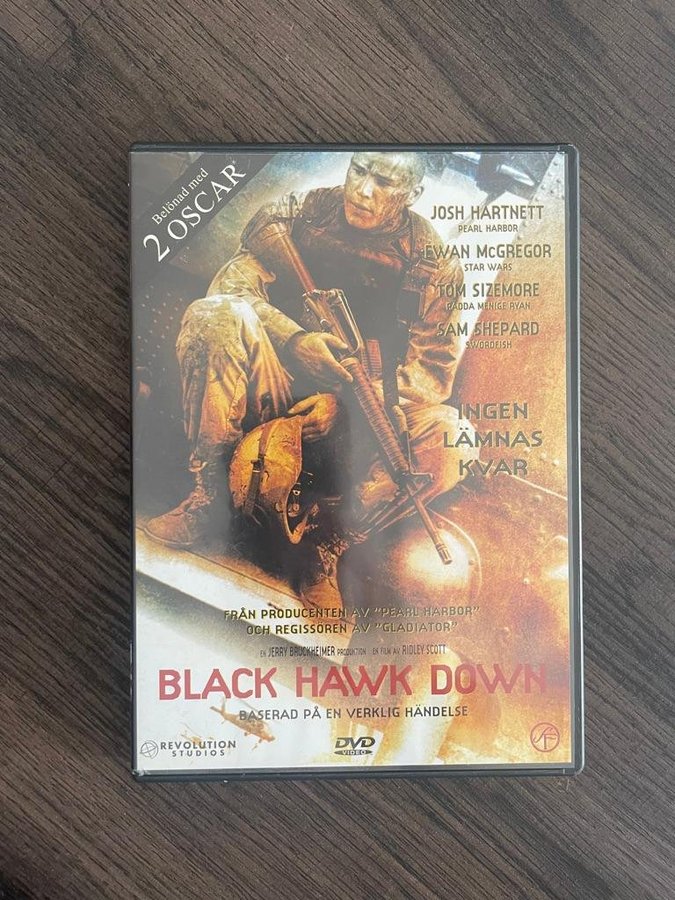 Belönad med
2 OSCAR®
JOSH HARTNETT
PEARL HARBOR
EWAN McGREGOR
STAR WARS
TOM SIZEMORE
RÄDDA MENIGE RYAN
SAM SHEPARD
SWORDFISH
INGEN
LÄMNAS
KVAR
FRÅN PRODUCENTEN AV "PEARL HARBOR"
OCH REGISSÖREN AV "GLADIATOR"
EN JERRY BRUCKHEIMER PRODUKTION EN FILM AV RIDLEY SCOTT
BLACK HAWK DOWN
BASERAD PÅ EN VERKLIG HÄNDELSE
REVOLUTION
STUDIOS
DVD
VIDEO
SF